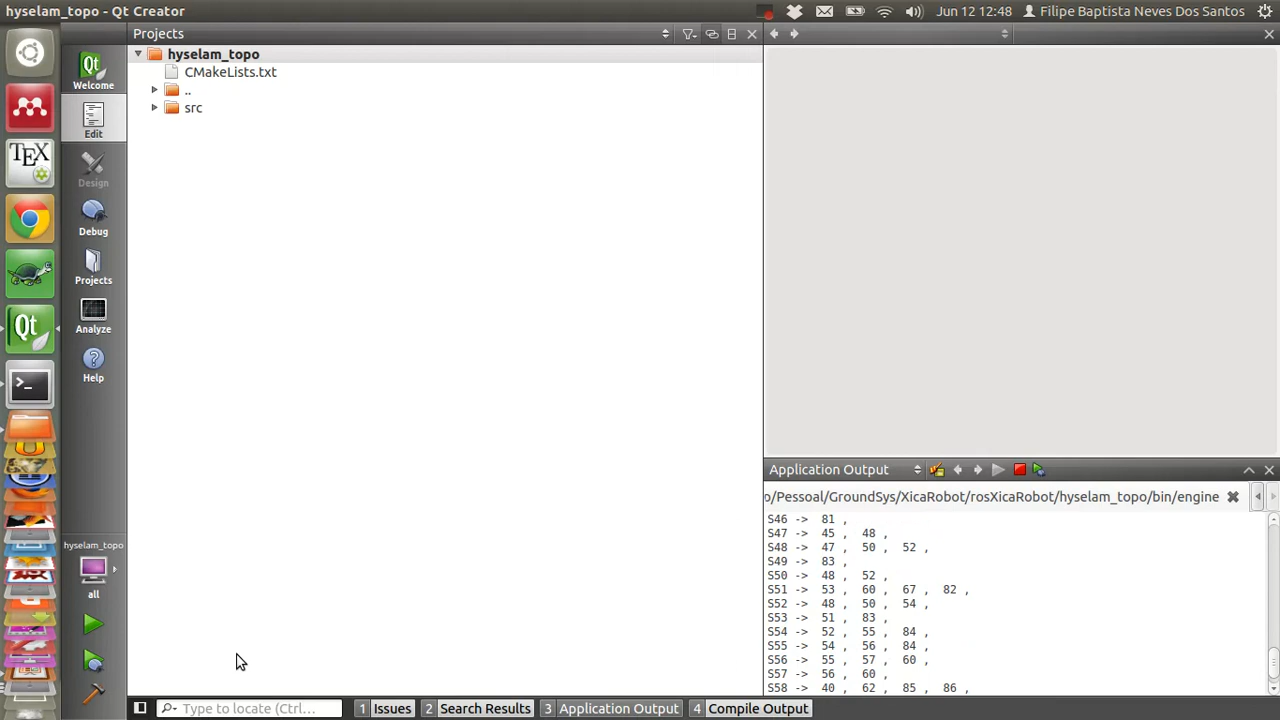 hyselam_topo - Qt Creator
Jun 12 12:48
Filipe Baptista Neves Dos Santos
Projects
hyselam_topo
CMakeLists.txt
..
src
Qt
Welcome
Edit
TEX
Design
Debug
Projects
Qt
Analyze
>_
?
Help
hyselam_topo
all
Application Output
o/Pessoal/GroundSys/XicaRobot/rosXicaRobot/hyselam_topo/bin/engine
S46 -> 81 ,
S47 -> 45 , 48 ,
S48 -> 47 , 50 , 52 ,
S49 -> 83 ,
S50 -> 48 , 52 ,
S51 -> 53 , 60 , 67 , 82 ,
S52 -> 48 , 50 , 54 ,
S53 -> 51 , 83 ,
S54 -> 52 , 55 , 84 ,
S55 -> 54 , 56 , 84 ,
S56 -> 55 , 57 , 60 ,
S57 -> 56 , 60 ,
S58 -> 40 , 62 , 85 , 86 ,
Type to locate (Ctrl...
1 Issues
2 Search Results
3 Application Output
4 Compile Output